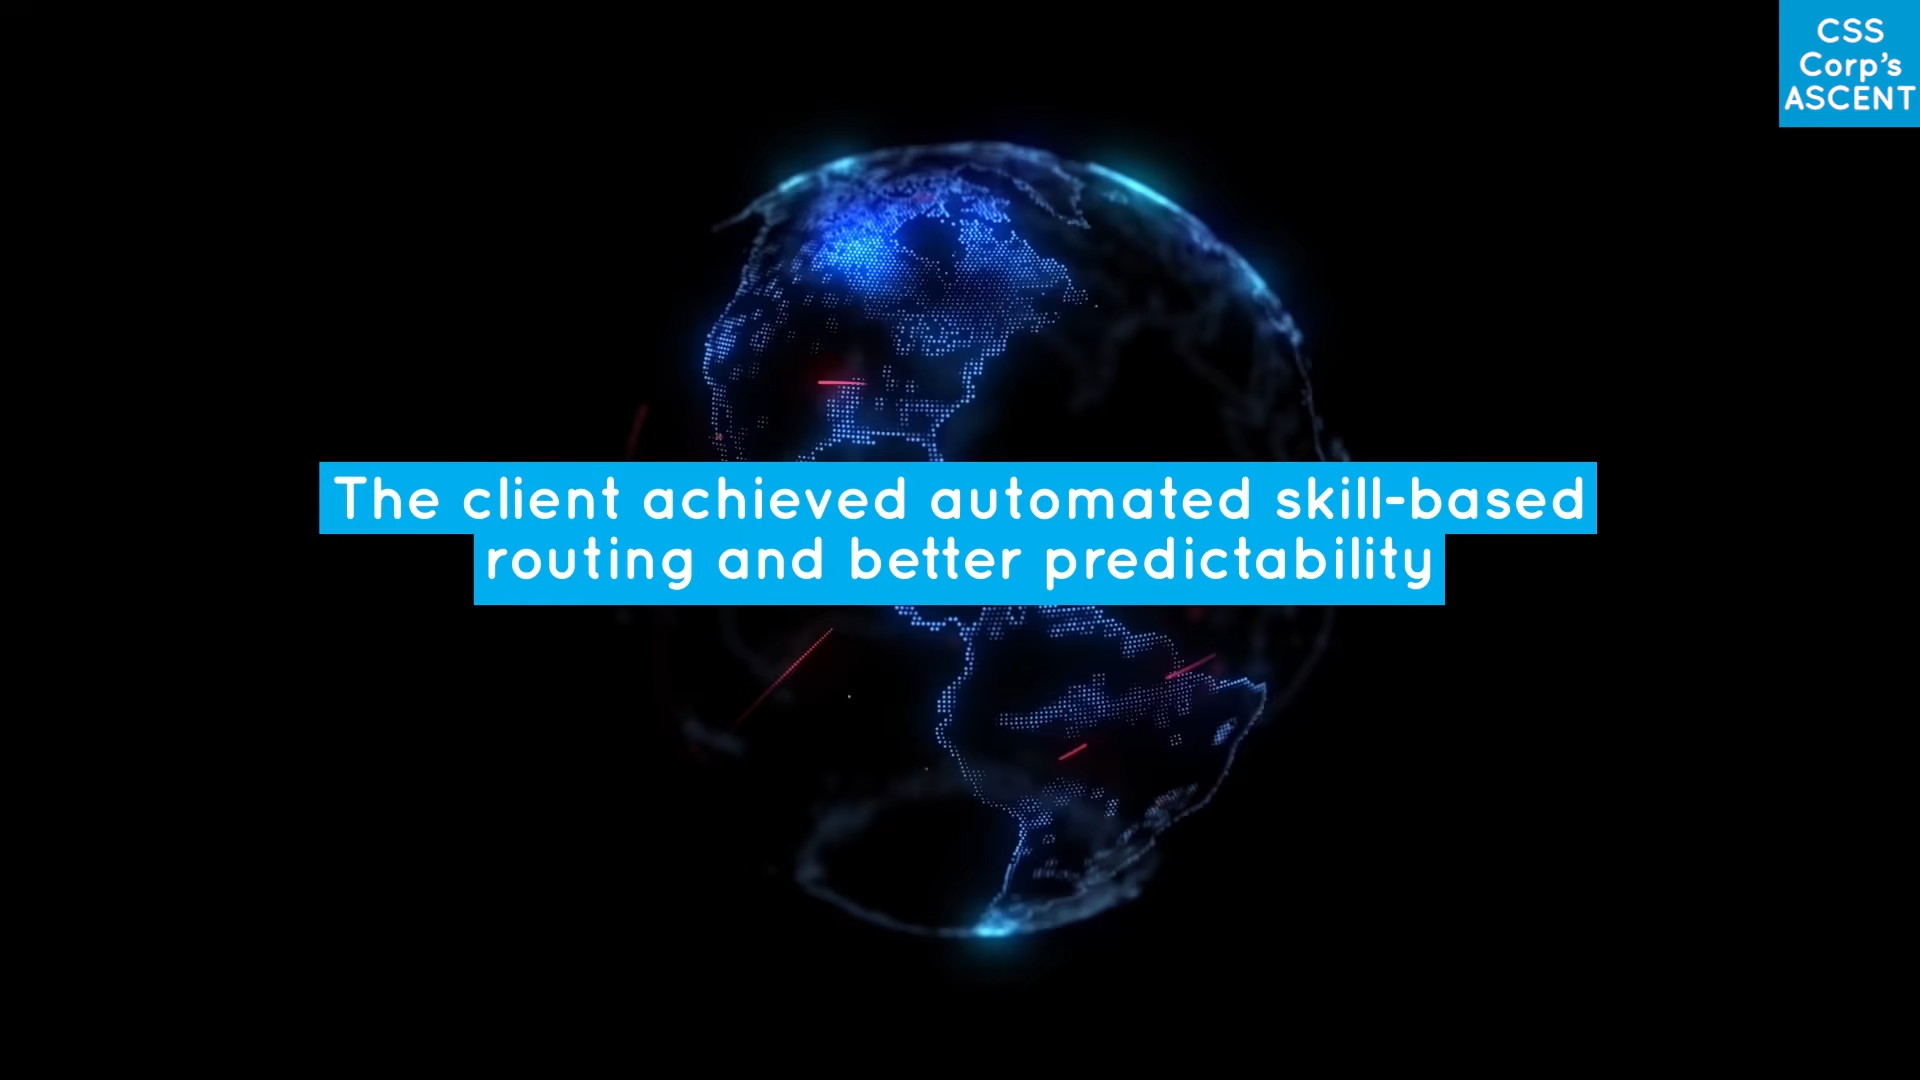 CSS
Corp's
ASCENT
The client achieved automated skill-based
routing and better predictability